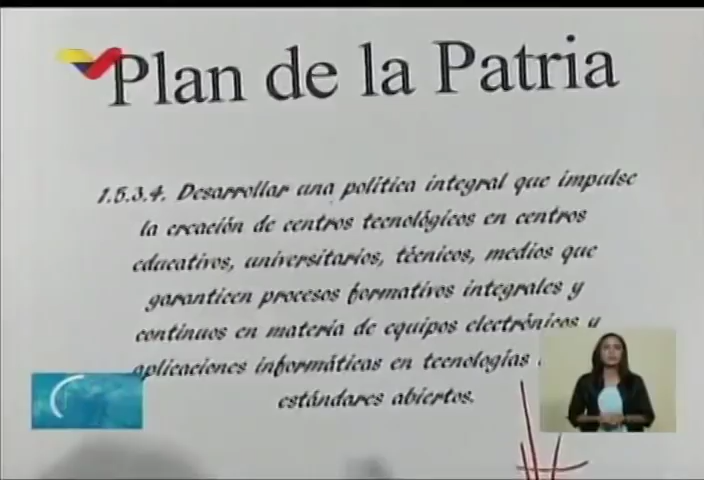 Plan de la Patria
1.5.3.4. Desarrollar una política integral que impulse
la creación de centros tecnológicos en centros
educativos, universitarios, técnicos, medios que
garanticen procesos formativos integrales y
continuos en materia de equipos electrónicos y
aplicaciones informáticas en tecnologías
estándares abiertos.